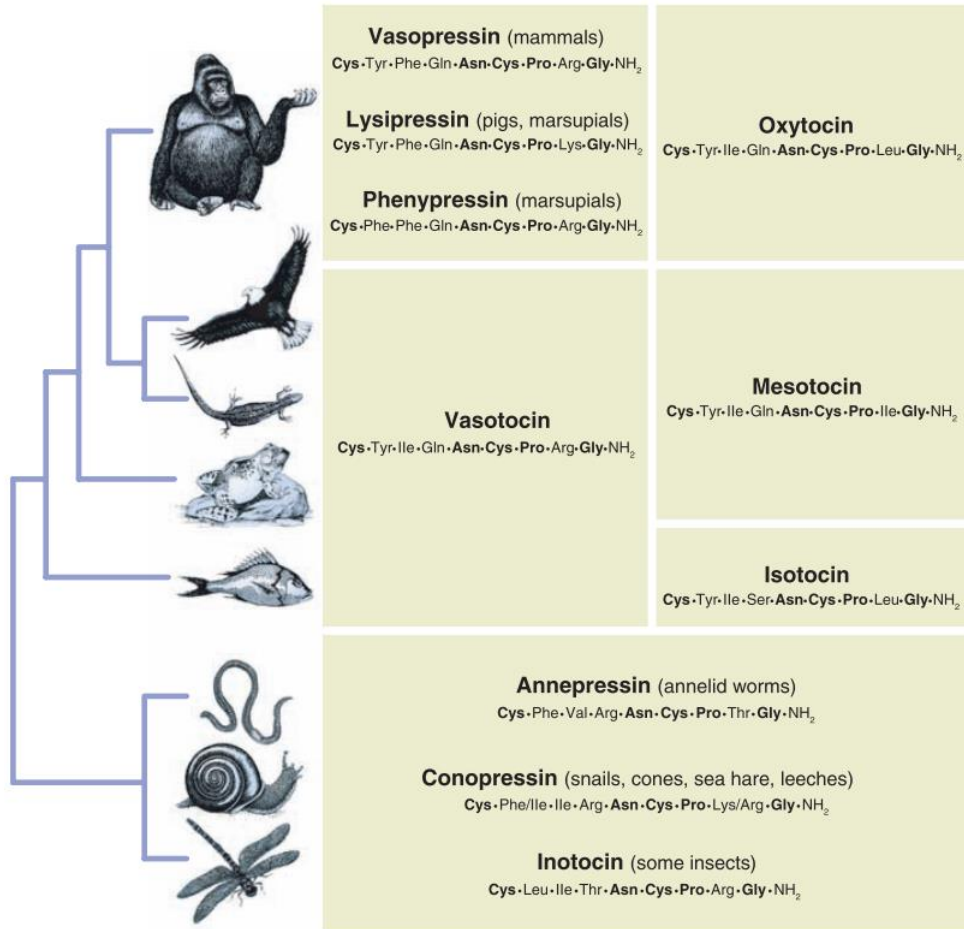 Vasopressin (mammals)
Cys·Tyr·Phe·Gln·Asn·Cys·Pro·Arg·Gly·NH₂
Lysipressin (pigs, marsupials)
Cys·Tyr·Phe·Gln·Asn·Cys·Pro·Lys·Gly·NH₂
Phenypressin (marsupials)
Cys·Phe·Phe·Gln·Asn·Cys·Pro·Arg·Gly·NH₂
Oxytocin
Cys·Tyr·Ile·Gln·Asn·Cys·Pro·Leu·Gly·NH₂
Vasotocin
Cys·Tyr·Ile·Gln·Asn·Cys·Pro·Arg·Gly·NH₂
Mesotocin
Cys·Tyr·Ile·Gln·Asn·Cys·Pro·Ile·Gly·NH₂
Isotocin
Cys·Tyr·Ile·Ser·Asn·Cys·Pro·Leu·Gly·NH₂
Annepressin (annelid worms)
Cys·Phe·Val·Arg·Asn·Cys·Pro·Thr·Gly·NH₂
Conopressin (snails, cones, sea hare, leeches)
Cys·Phe/Ile·Ile·Arg·Asn·Cys·Pro·Lys/Arg·Gly·NH₂
Inotocin (some insects)
Cys·Leu·Ile·Thr·Asn·Cys·Pro·Arg·Gly·NH₂